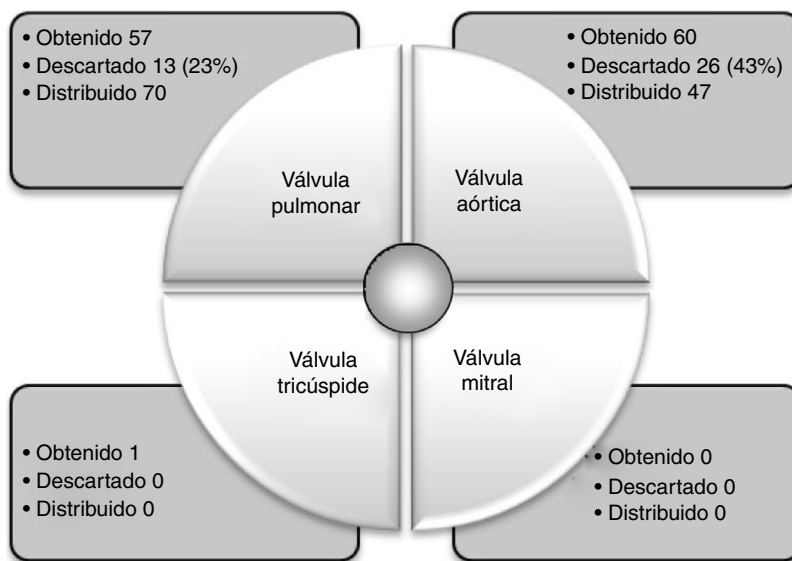 • Obtenido 57
• Descartado 13 (23%)
• Distribuido 70
• Obtenido 60
• Descartado 26 (43%)
• Distribuido 47
Válvula
pulmonar
Válvula
aórtica
Válvula
tricúspide
Válvula
mitral
• Obtenido 1
• Descartado 0
• Distribuido 0
• Obtenido 0
• Descartado 0
• Distribuido 0